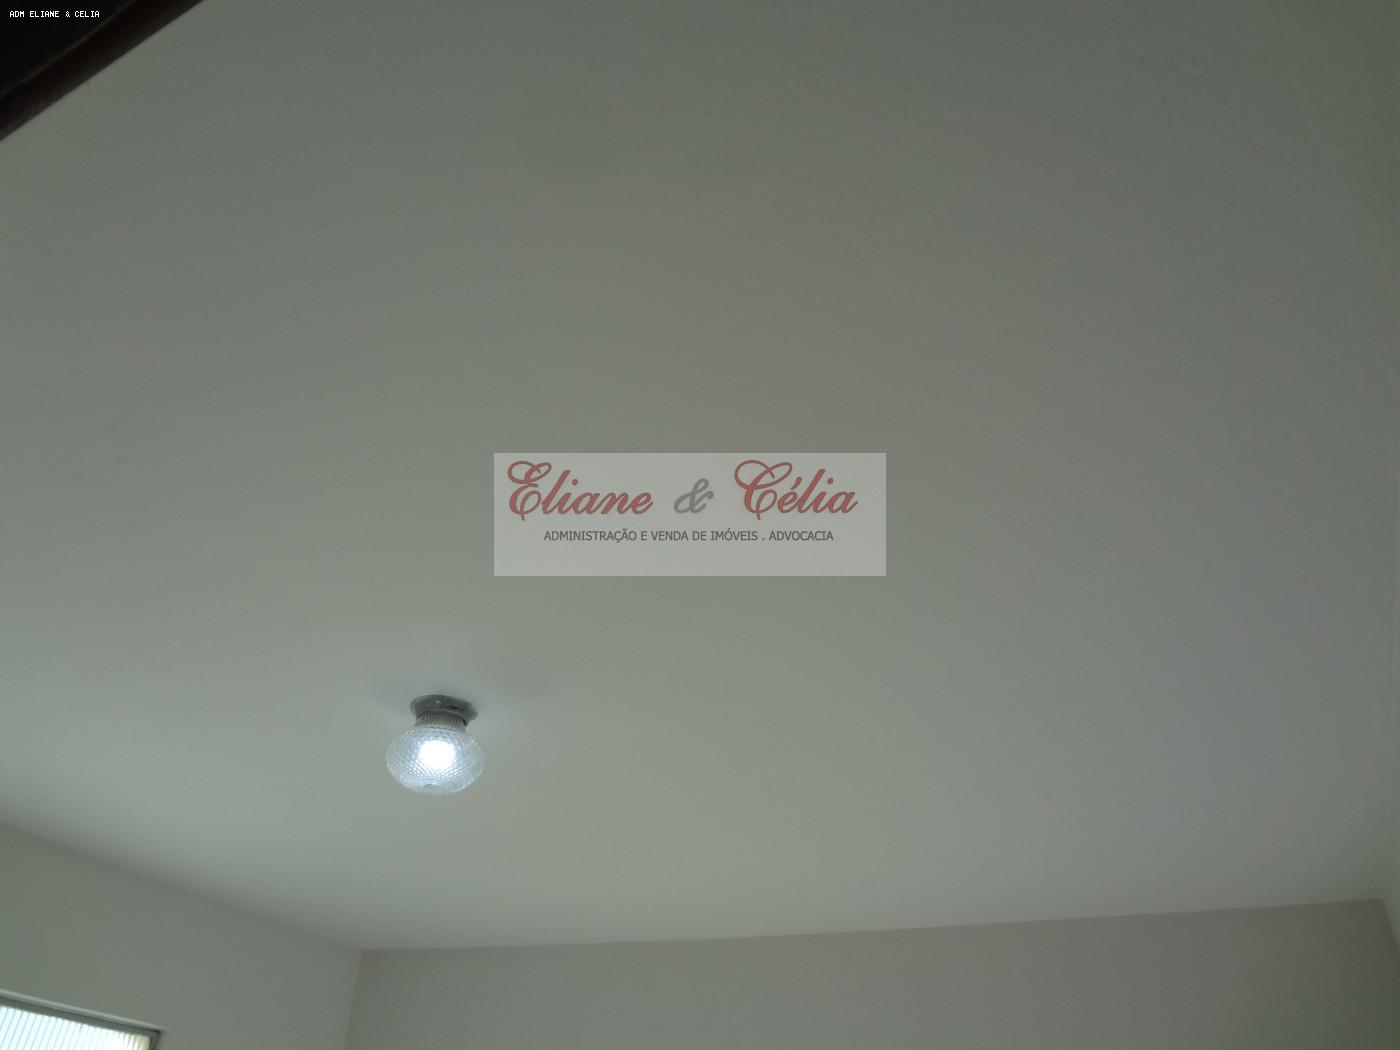 ADM ELIANE & CELIA
Eliane & Célia
ADMINISTRAÇÃO E VENDA DE IMÓVEIS . ADVOCACIA